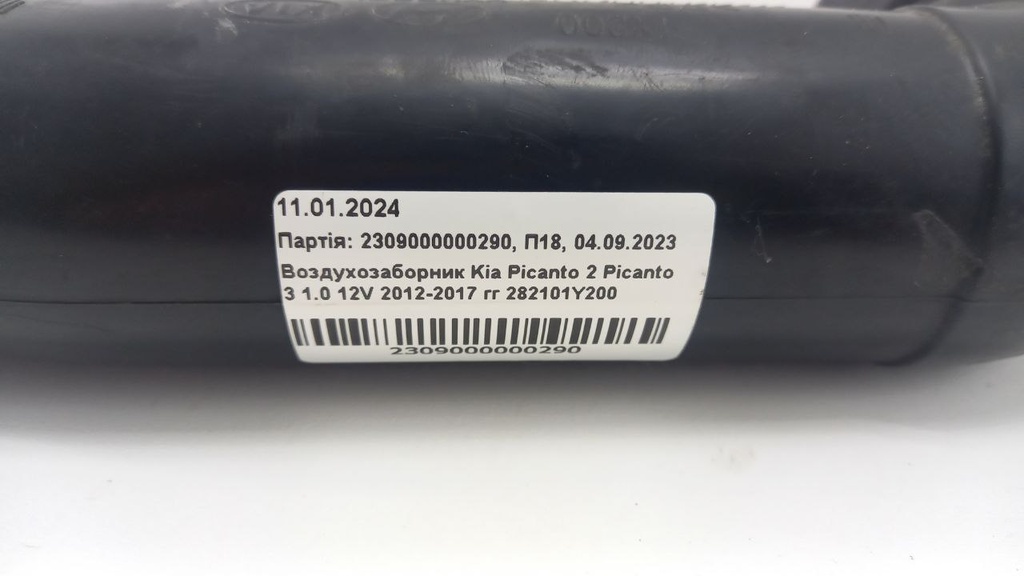 KIA
11.01.2024
Партія: 2309000000290, П18, 04.09.2023
Воздухозаборник Kia Picanto 2 Picanto
3 1.0 12V 2012-2017 гг 282101Y200
2309000000290